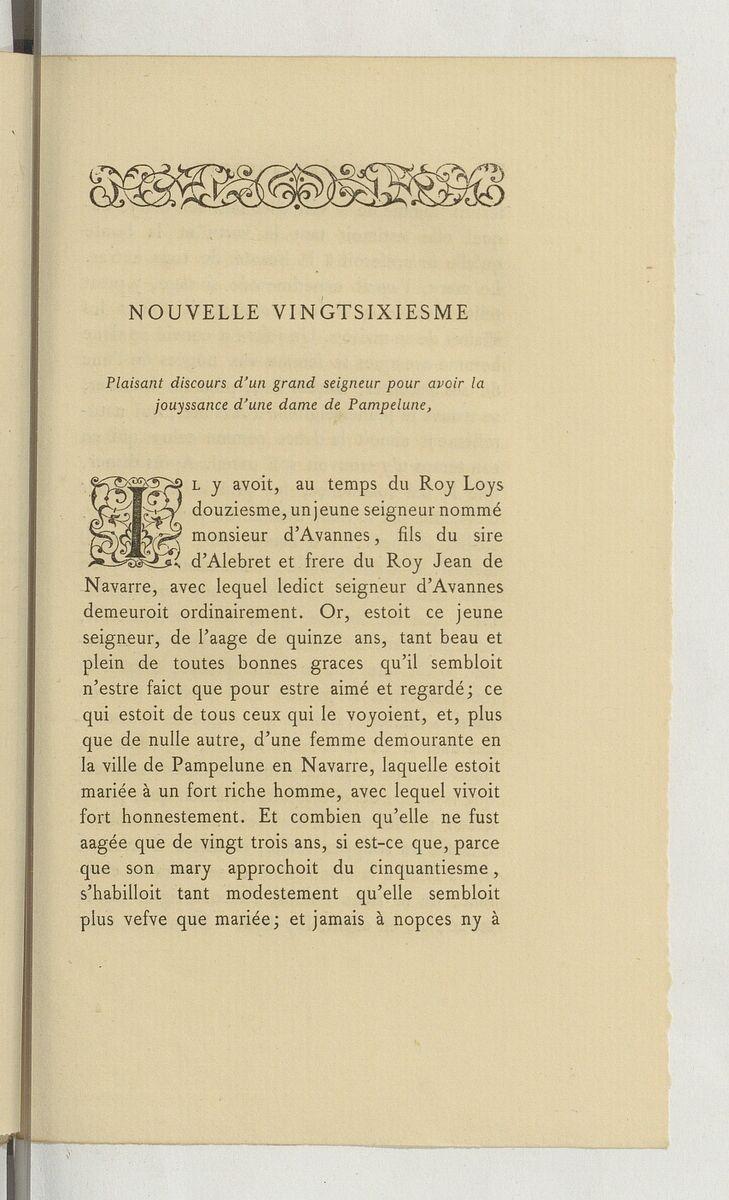 NOUVELLE VINGTSIXIESME
Plaisant discours d'un grand seigneur pour avoir la
jouyssance d'une dame de Pampelune,
IL y avoit, au temps du Roy Loys
douziesme, un jeune seigneur nommé
monsieur d'Avannes, fils du sire
d'Alebret et frere du Roy Jean de
Navarre, avec lequel ledict seigneur d'Avannes
demeuroit ordinairement. Or, estoit ce jeune
seigneur, de l'aage de quinze ans, tant beau et
plein de toutes bonnes graces qu'il sembloit
n'estre faict que pour estre aimé et regardé; ce
qui estoit de tous ceux qui le voyoient, et, plus
que de nulle autre, d'une femme demourante en
la ville de Pampelune en Navarre, laquelle estoit
mariée à un fort riche homme, avec lequel vivoit
fort honnestement. Et combien qu'elle ne fust
aagée que de vingt trois ans, si est-ce que, parce
que son mary approchoit du cinquantiesme,
s'habilloit tant modestement qu'elle sembloit
plus vefve que mariée; et jamais à nopces ny à